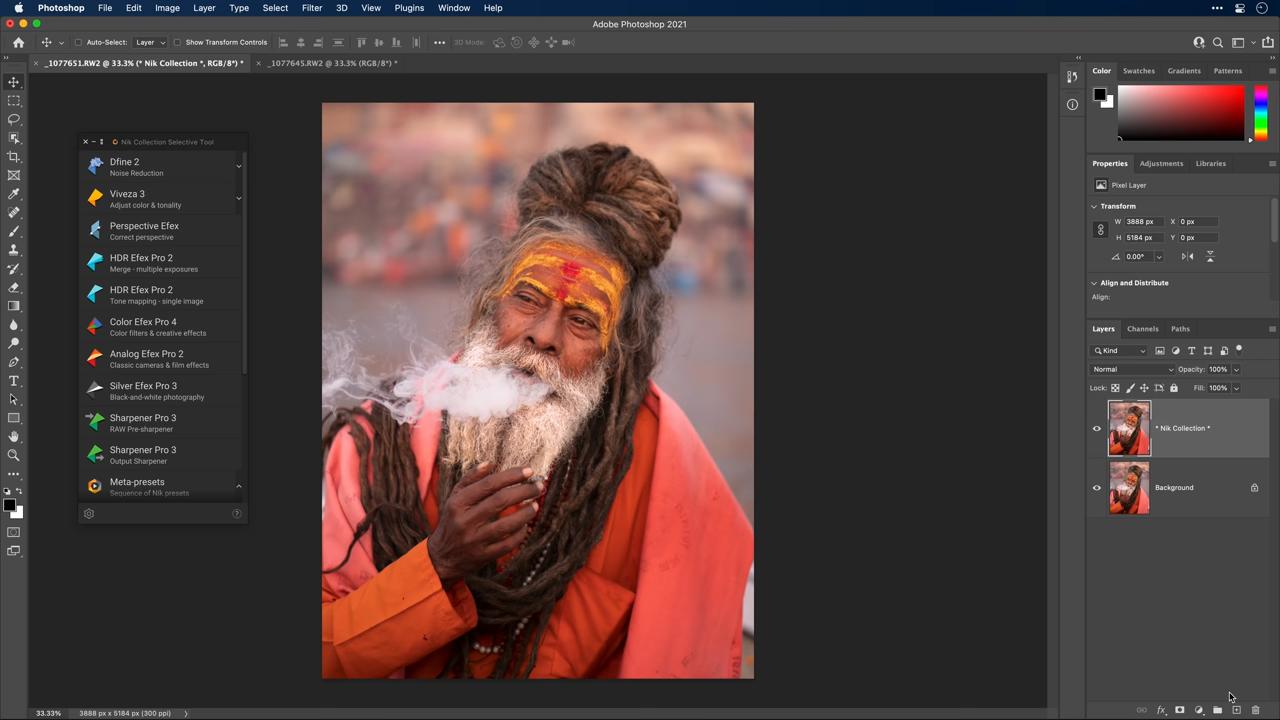 Photoshop File Edit Image Layer Type Select Filter 3D View Plugins Window Help
Adobe Photoshop 2021
Auto-Select: Layer Show Transform Controls 3D Mode:
_1077651.RW2 @ 33.3% (* Nik Collection *, RGB/8*) *
_1077645.RW2 @ 33.3% (RGB/8*) *
Nik Collection Selective Tool
Dfine 2
Noise Reduction
Viveza 3
Adjust color & tonality
Perspective Efex
Correct perspective
HDR Efex Pro 2
Merge - multiple exposures
HDR Efex Pro 2
Tone mapping - single image
Color Efex Pro 4
Color filters & creative effects
Analog Efex Pro 2
Classic cameras & film effects
Silver Efex Pro 3
Black-and-white photography
Sharpener Pro 3
RAW Pre-sharpener
Sharpener Pro 3
Output Sharpener
Meta-presets
Sequence of Nik presets
Color Swatches Gradients Patterns
Properties Adjustments Libraries
Pixel Layer
Transform
W 3888 px X 0 px
H 5184 px Y 0 px
0.00°
Align and Distribute
Align:
Layers Channels Paths
Kind
Normal Opacity: 100%
Lock: Fill: 100%
* Nik Collection *
Background
33.33% 3888 px x 5184 px (300 ppi)